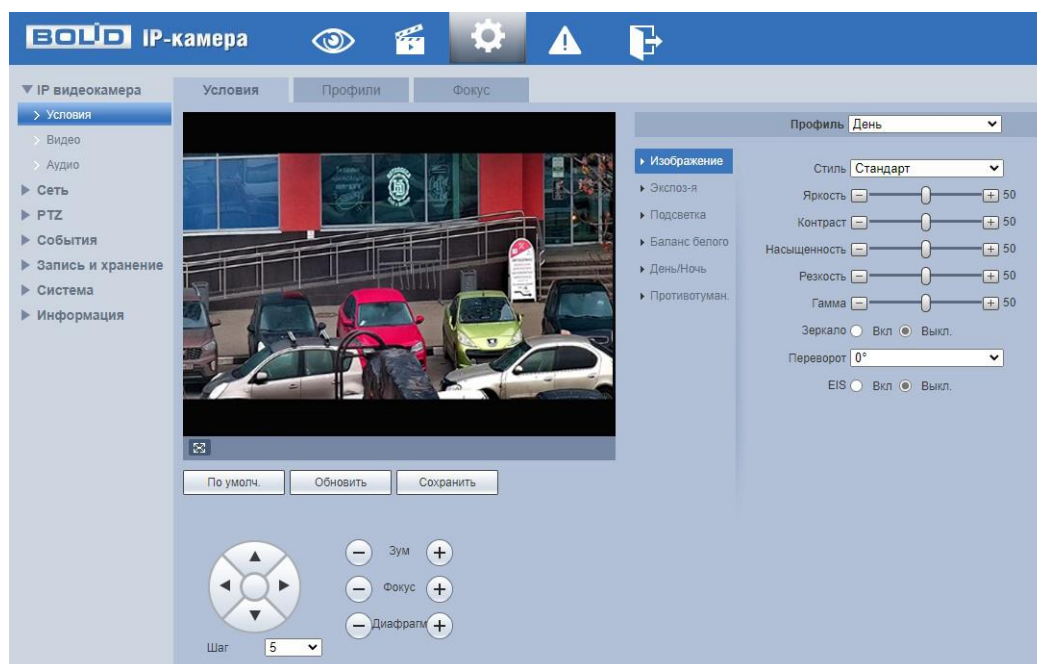 BOLID IP-камера
IP видеокамера
Условия
Видео
Аудио
Сеть
PTZ
События
Запись и хранение
Система
Информация
Условия Профили Фокус
По умолч. Обновить Сохранить
Зум
Фокус
Диафрагм
Шаг 5
Профиль День
Изображение
Экспоз-я
Подсветка
Баланс белого
День/Ночь
Противотуман.
Стиль Стандарт
Яркость 50
Контраст 50
Насыщенность 50
Резкость 50
Гамма 50
Зеркало Вкл Выкл.
Переворот 0°
EIS Вкл Выкл.